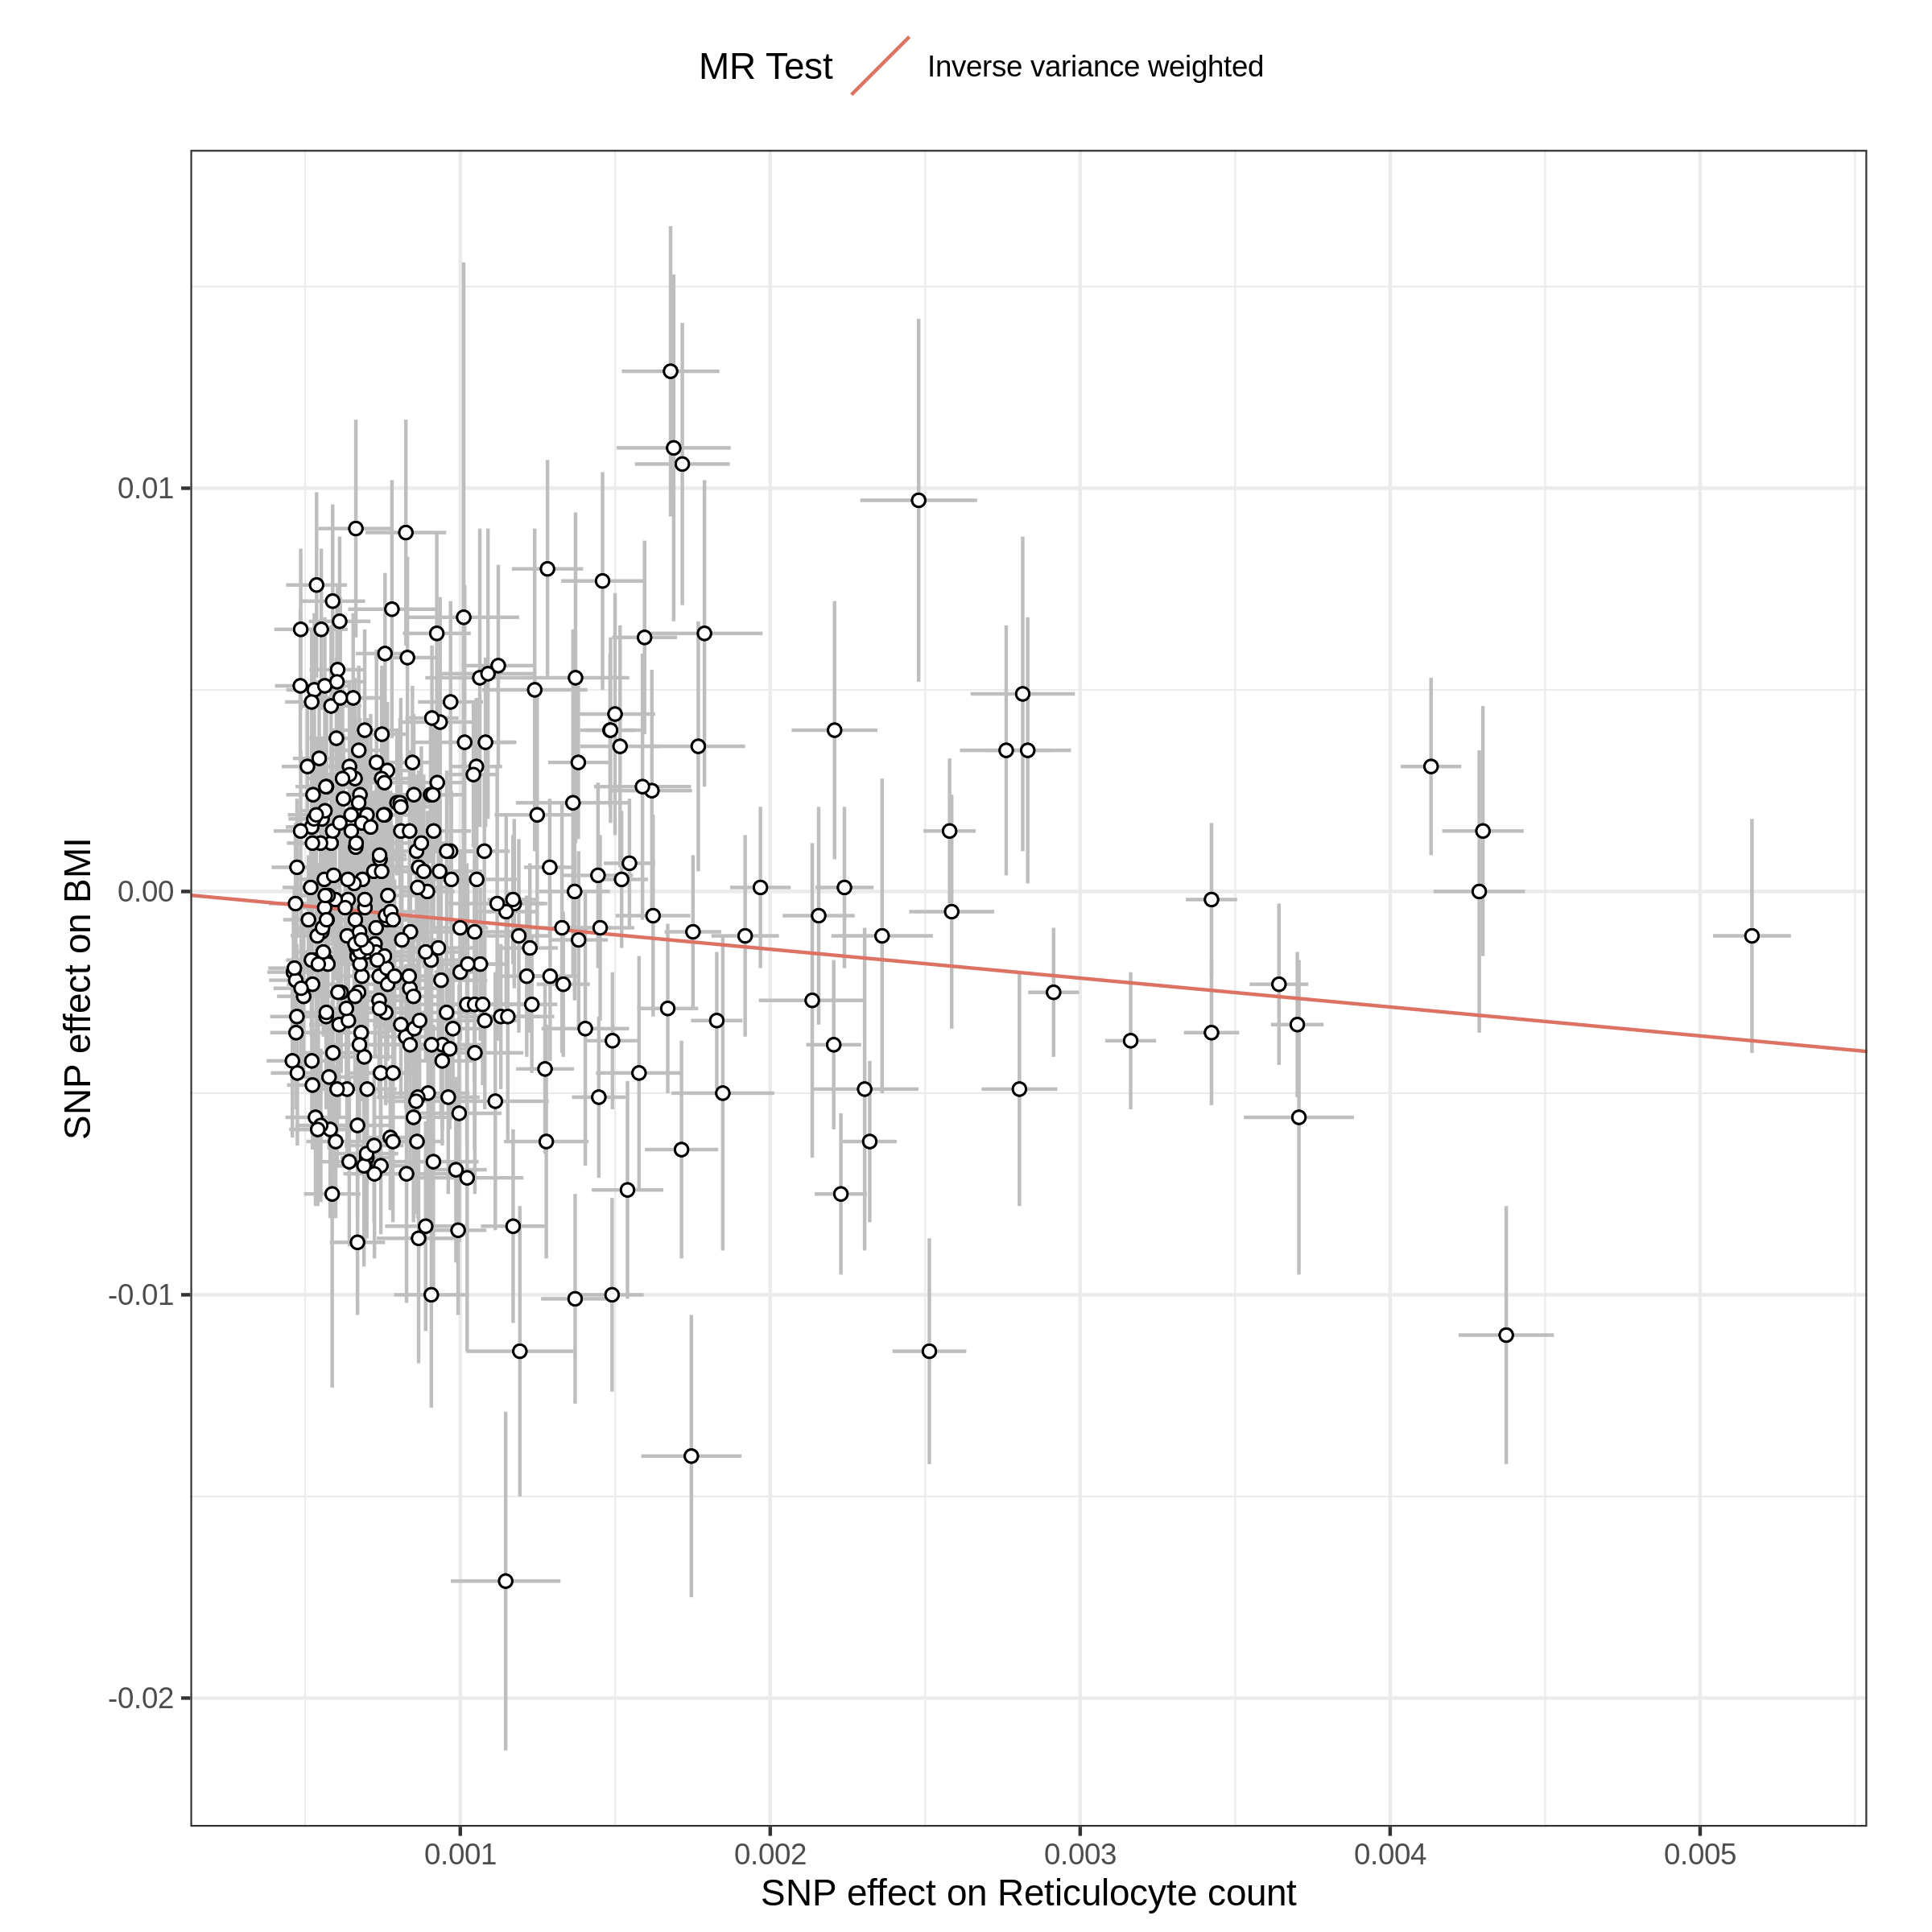 MR Test
Inverse variance weighted
SNP effect on BMI
0.01
0.00
-0.01
-0.02
0.001 0.002 0.003 0.004 0.005
SNP effect on Reticulocyte count